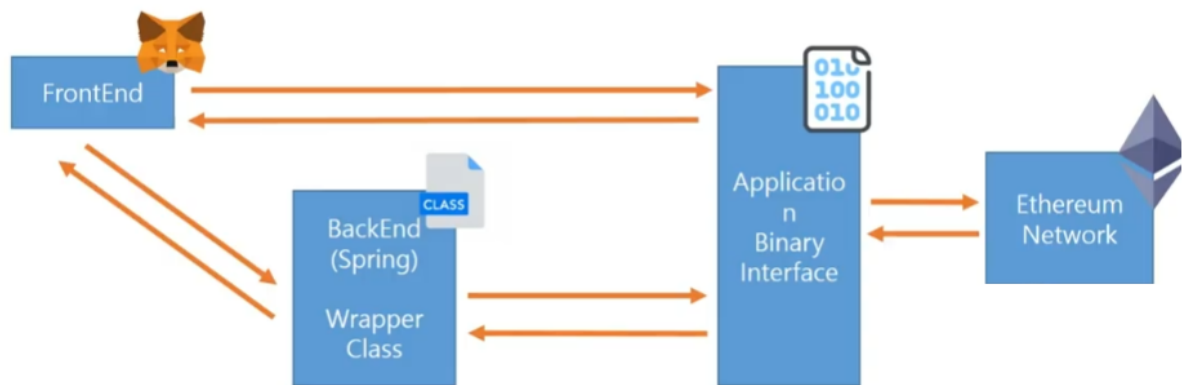 FrontEnd
010
100
010
CLASS
BackEnd
(Spring)
Wrapper
Class
Applicatio
n
Binary
Interface
Ethereum
Network